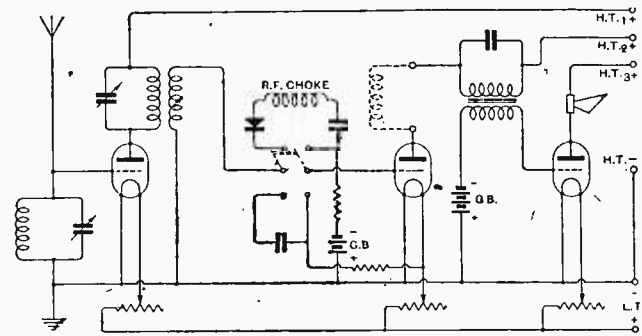 H.T.1+
H.T.2+
R.F. CHOKE
H.T.3+
H.T.-
G.B.
-
+
G.B.
-
+
-
L.T
+